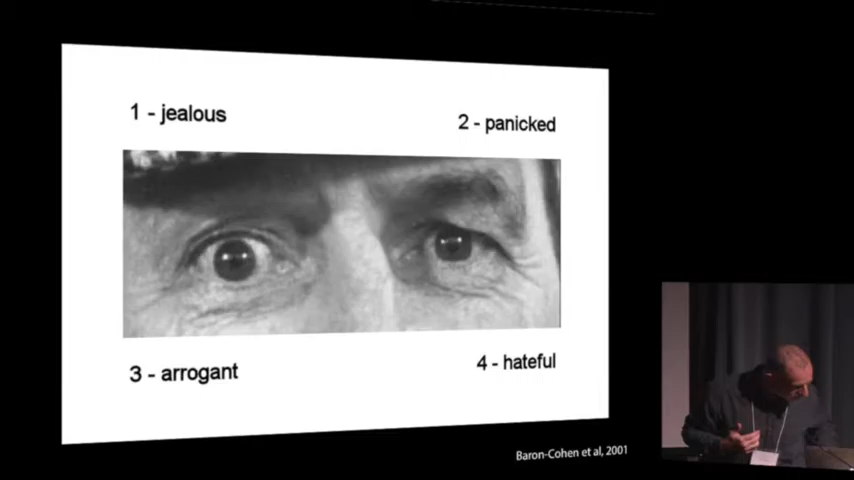 1 - jealous
2 - panicked
3 - arrogant
4 - hateful
Baron-Cohen et al, 2001